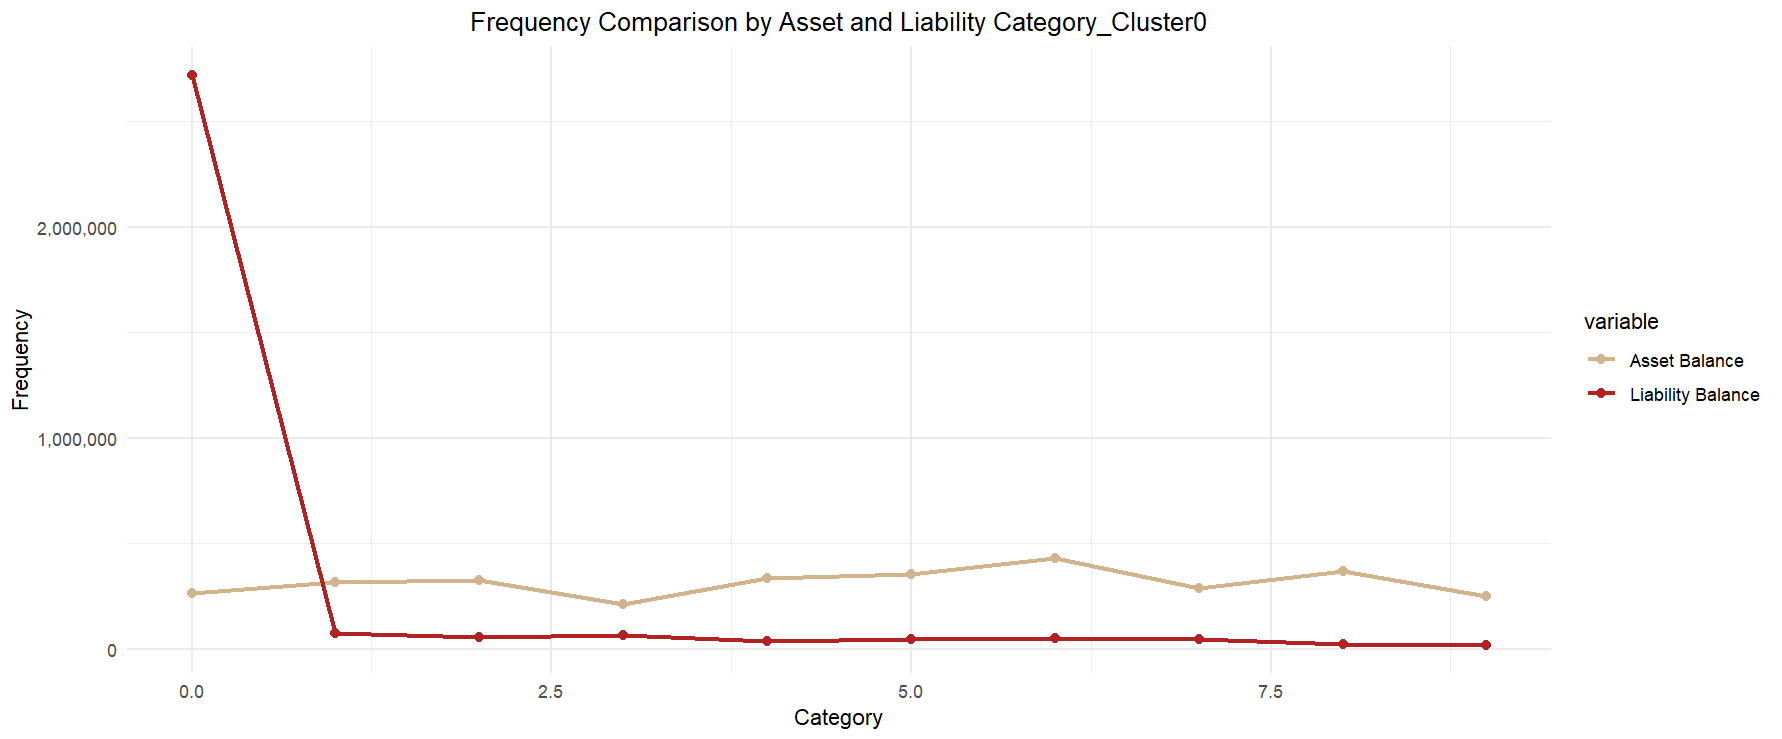 Frequency Comparison by Asset and Liability Category_Cluster0
Frequency
2,000,000
1,000,000
0
0.0 2.5 5.0 7.5
Category
variable
Asset Balance
Liability Balance